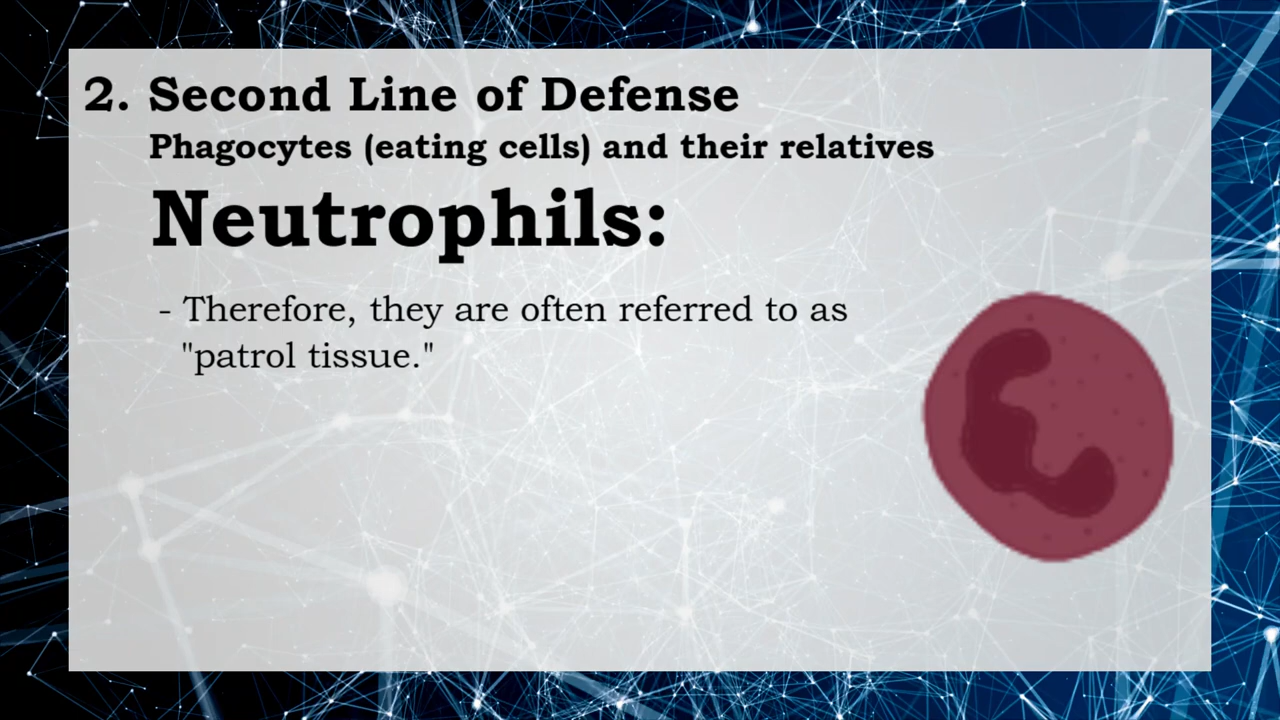 2. Second Line of Defense
Phagocytes (eating cells) and their relatives
Neutrophils:
- Therefore, they are often referred to as
"patrol tissue."